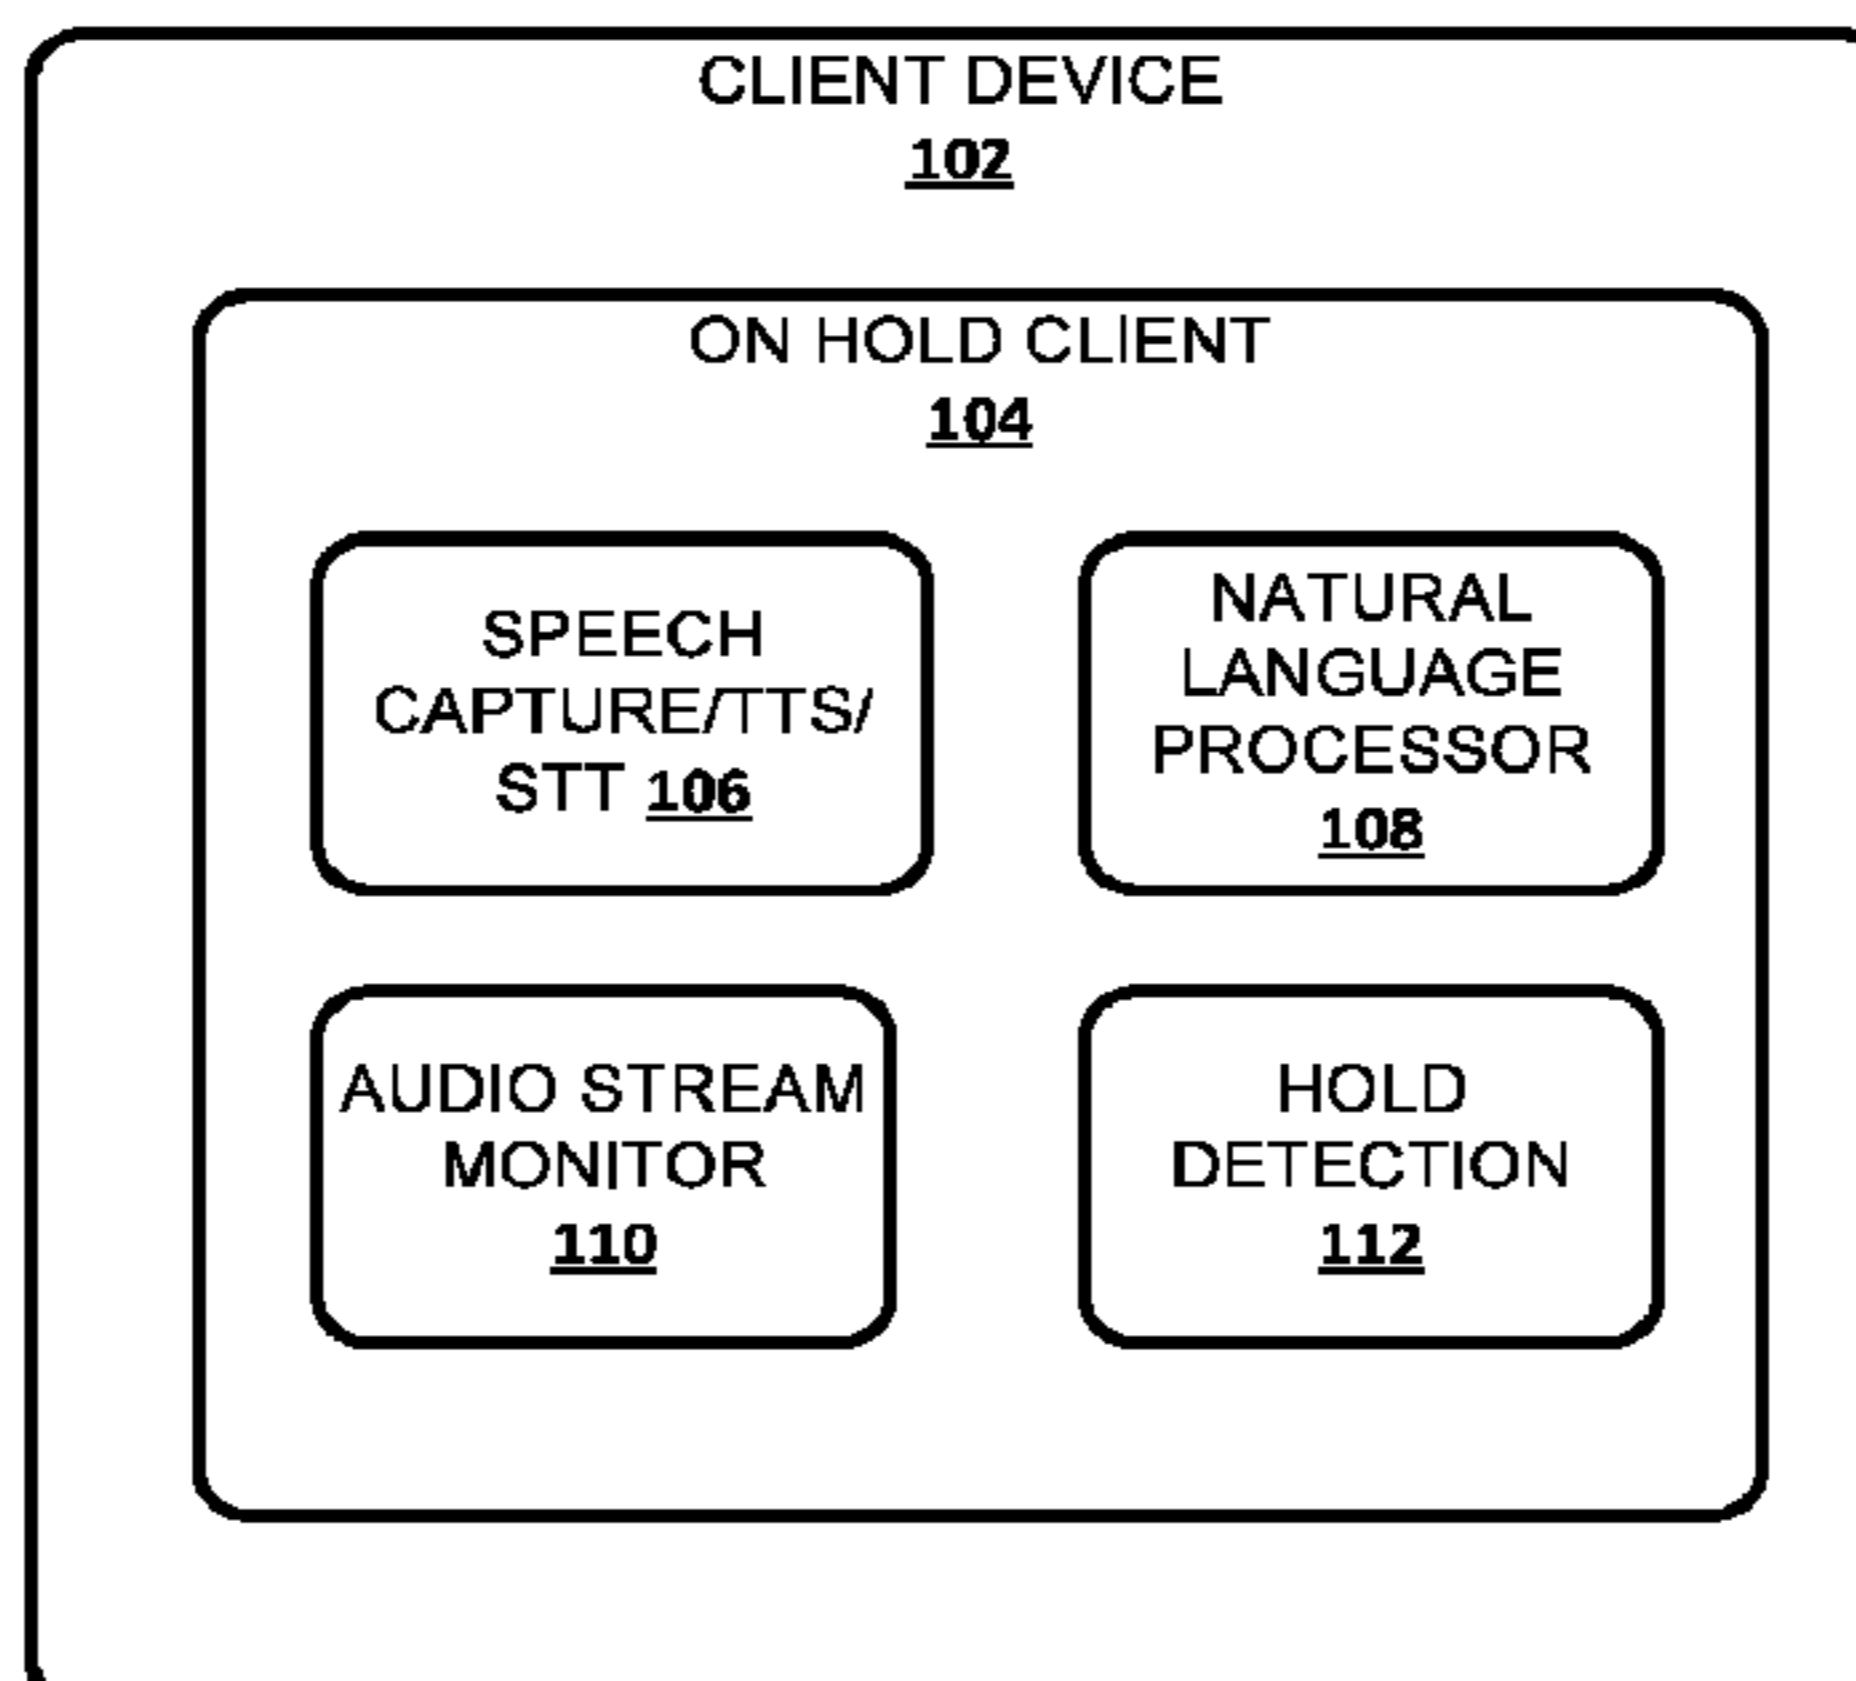 CLIENT DEVICE
102
ON HOLD CLIENT
104
SPEECH
CAPTURE/TTS/
STT 106
NATURAL
LANGUAGE
PROCESSOR
108
AUDIO STREAM
MONITOR
110
HOLD
DETECTION
112